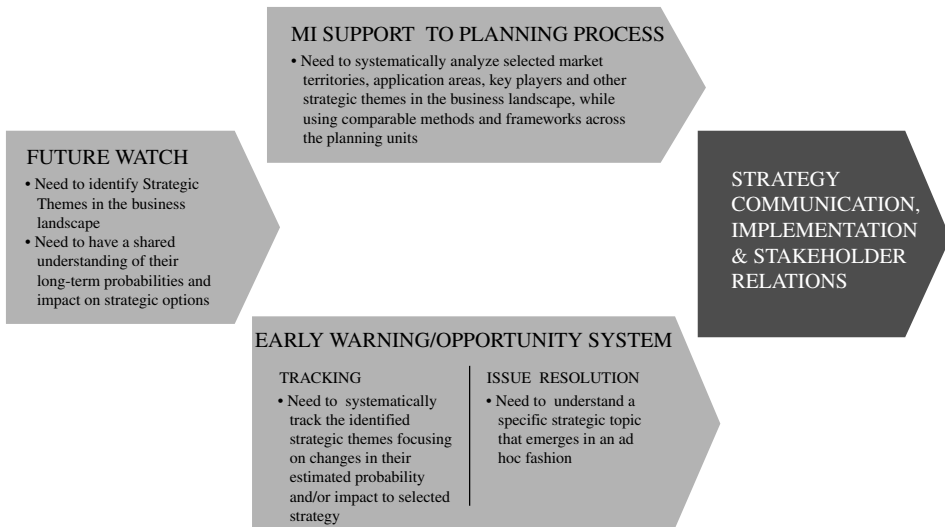 MI SUPPORT TO PLANNING PROCESS
• Need to systematically analyze selected market
territories, application areas, key players and other
strategic themes in the business landscape, while
using comparable methods and frameworks across
the planning units
FUTURE WATCH
• Need to identify Strategic
Themes in the business
landscape
• Need to have a shared
understanding of their
long-term probabilities and
impact on strategic options
STRATEGY
COMMUNICATION,
IMPLEMENTATION
& STAKEHOLDER
RELATIONS
EARLY WARNING/OPPORTUNITY SYSTEM
TRACKING
• Need to systematically
track the identified
strategic themes focusing
on changes in their
estimated probability
and/or impact to selected
strategy
ISSUE RESOLUTION
• Need to understand a
specific strategic topic
that emerges in an ad
hoc fashion